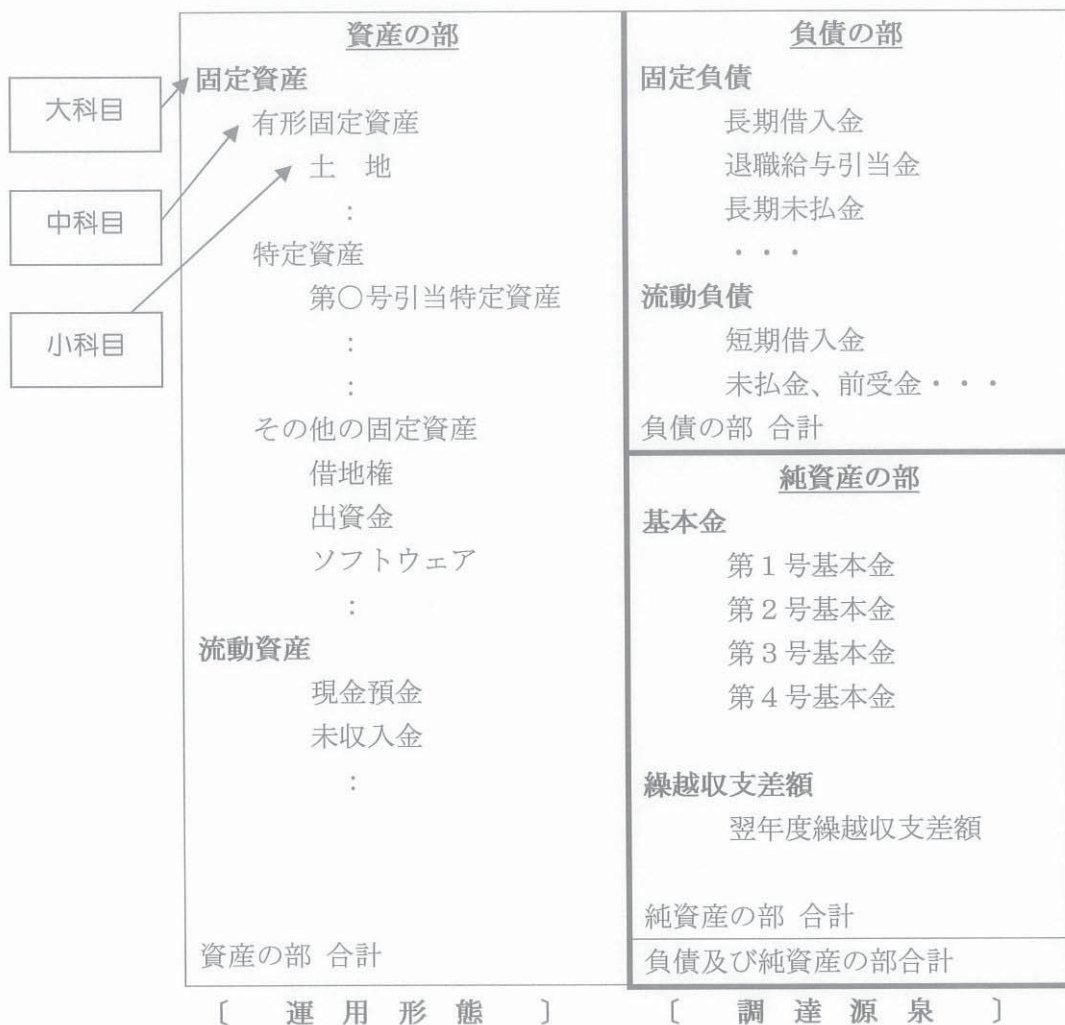 大科目
中科目
小科目
資産の部
固定資産
有形固定資産
土 地
:
特定資産
第〇号引当特定資産
:
:
その他の固定資産
借地権
出資金
ソフトウェア
:
流動資産
現金預金
未収入金
:
資産の部 合計
〔 運 用 形 態 〕
負債の部
固定負債
長期借入金
退職給与引当金
長期未払金
・・・
流動負債
短期借入金
未払金、前受金・・・
負債の部 合計
純資産の部
基本金
第1号基本金
第2号基本金
第3号基本金
第4号基本金
繰越収支差額
翌年度繰越収支差額
純資産の部 合計
負債及び純資産の部合計
〔 調 達 源 泉 〕